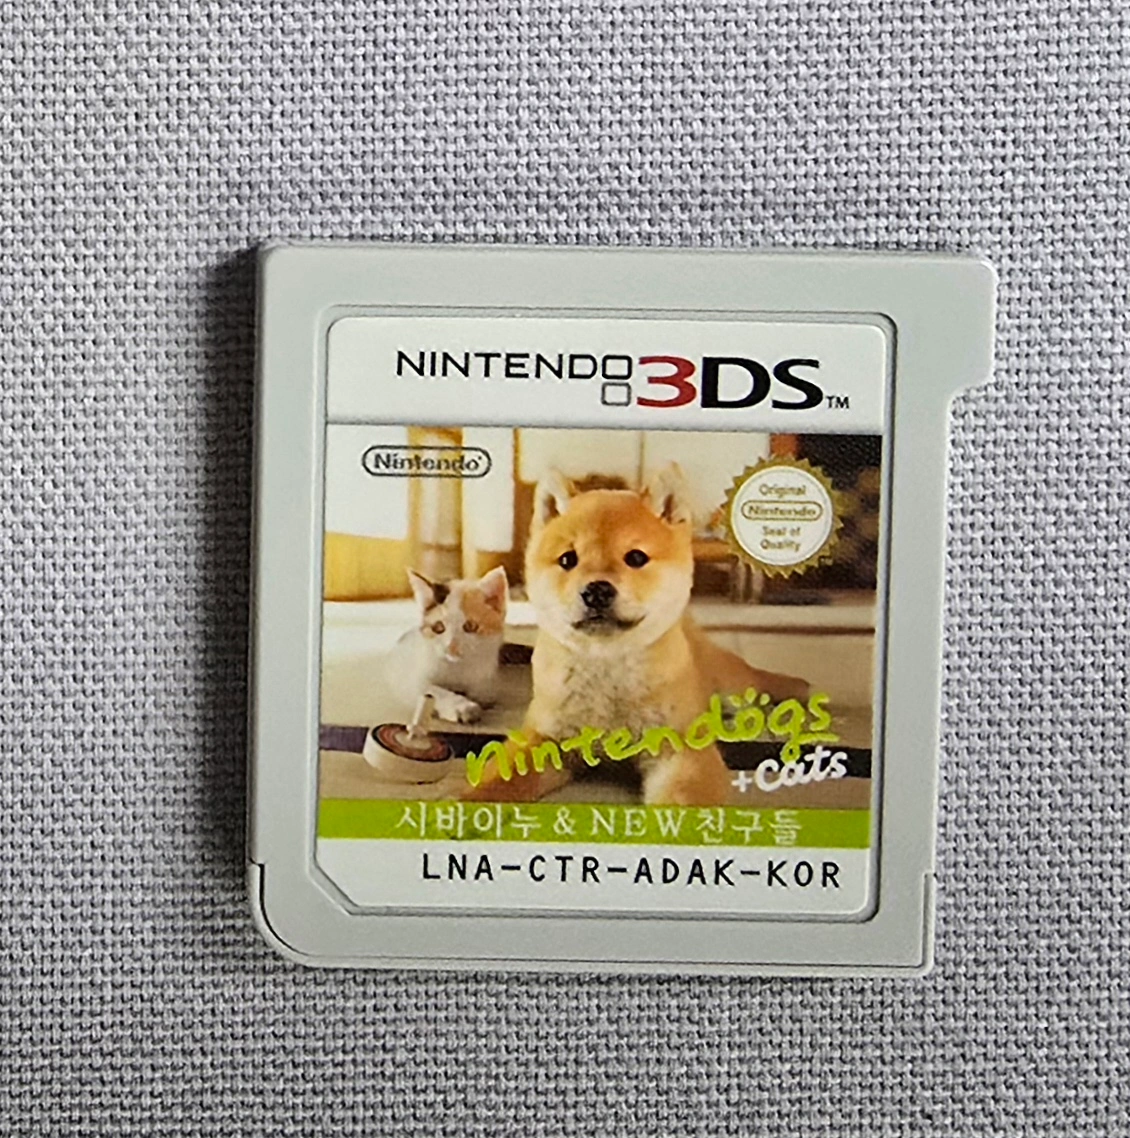 NINTENDO 3DS™
Nintendo®
Original
Nintendo®
Seal of
Quality
nintendogs
+cats
시바이누 & NEW 친구들
LNA-CTR-ADAK-KOR